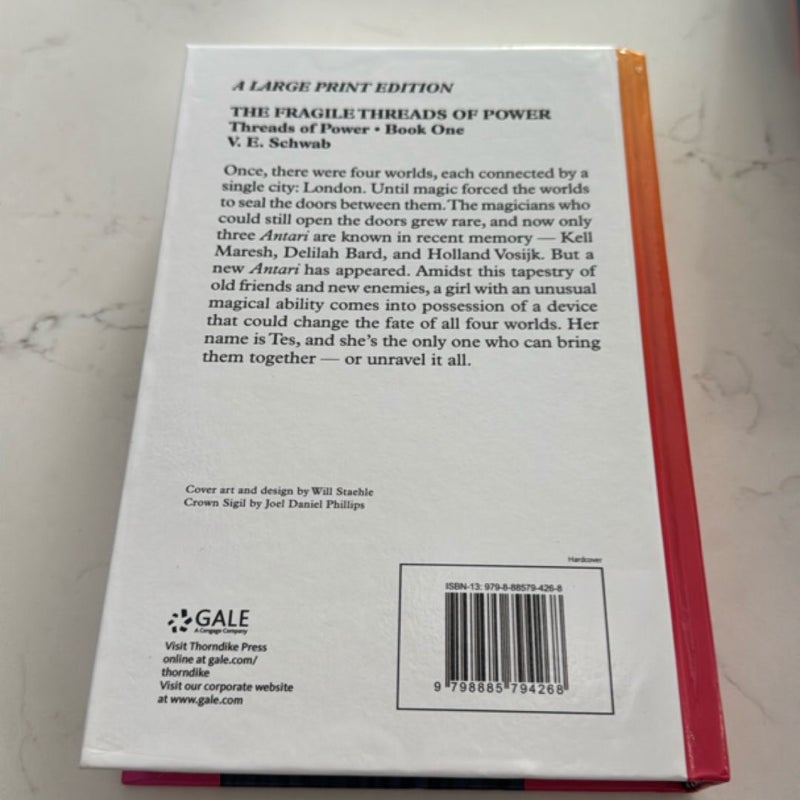 A LARGE PRINT EDITION
THE FRAGILE THREADS OF POWER
Threads of Power • Book One
V. E. Schwab
Once, there were four worlds, each connected by a
single city: London. Until magic forced the worlds
to seal the doors between them. The magicians who
could still open the doors grew rare, and now only
three Antari are known in recent memory — Kell
Maresh, Delilah Bard, and Holland Vosijk. But a
new Antari has appeared. Amidst this tapestry of
old friends and new enemies, a girl with an unusual
magical ability comes into possession of a device
that could change the fate of all four worlds. Her
name is Tes, and she's the only one who can bring
them together — or unravel it all.
Cover art and design by Will Staehle
Crown Sigil by Joel Daniel Phillips
Hardcover
ISBN-13: 979-8-88579-426-8
9 798885 794268
GALE
A Cengage Company
Visit Thorndike Press
online at gale.com/
thorndike
Visit our corporate website
at www.gale.com